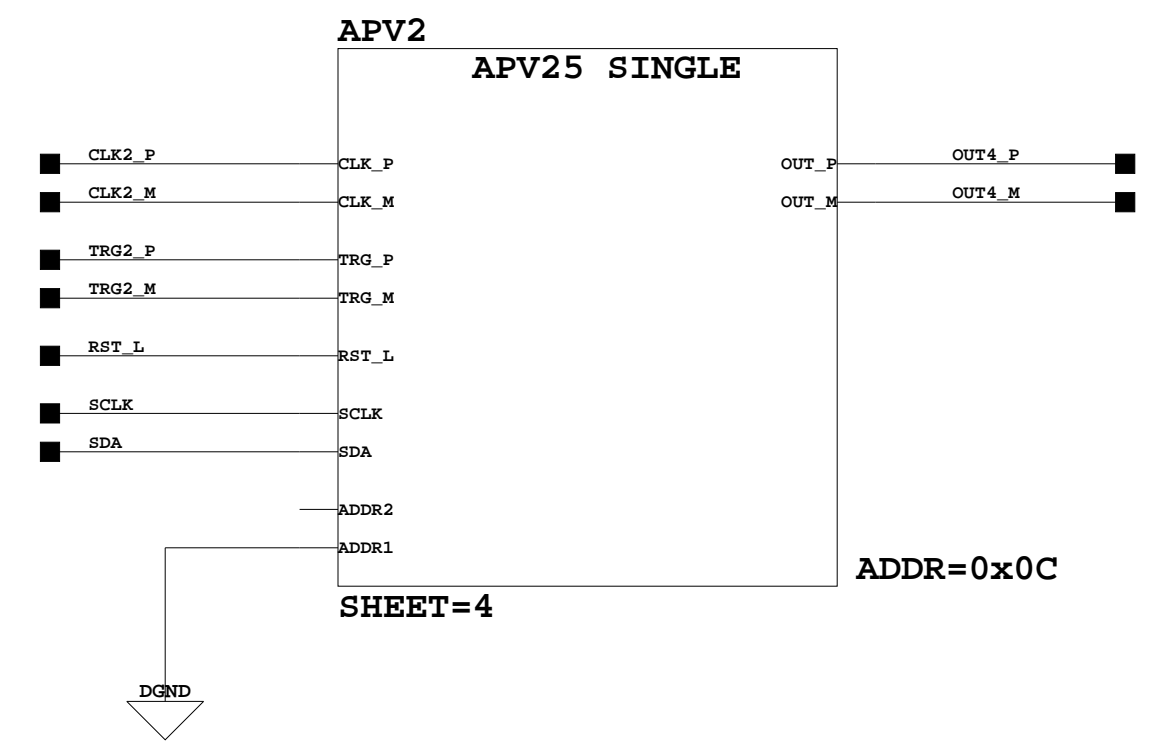 APV2
APV25 SINGLE
CLK2_P
CLK_P
OUT_P
OUT4_P
CLK2_M
CLK_M
OUT_M
OUT4_M
TRG2_P
TRG_P
TRG2_M
TRG_M
RST_L
RST_L
SCLK
SCLK
SDA
SDA
ADDR2
ADDR1
ADDR=0x0C
SHEET=4
DGND